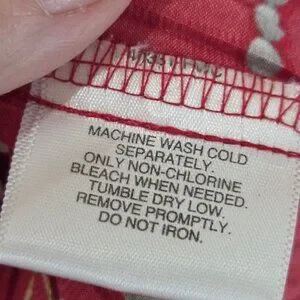 MACHINE WASH COLD
SEPARATELY.
ONLY NON-CHLORINE
BLEACH WHEN NEEDED.
TUMBLE DRY LOW.
REMOVE PROMPTLY.
DO NOT IRON.